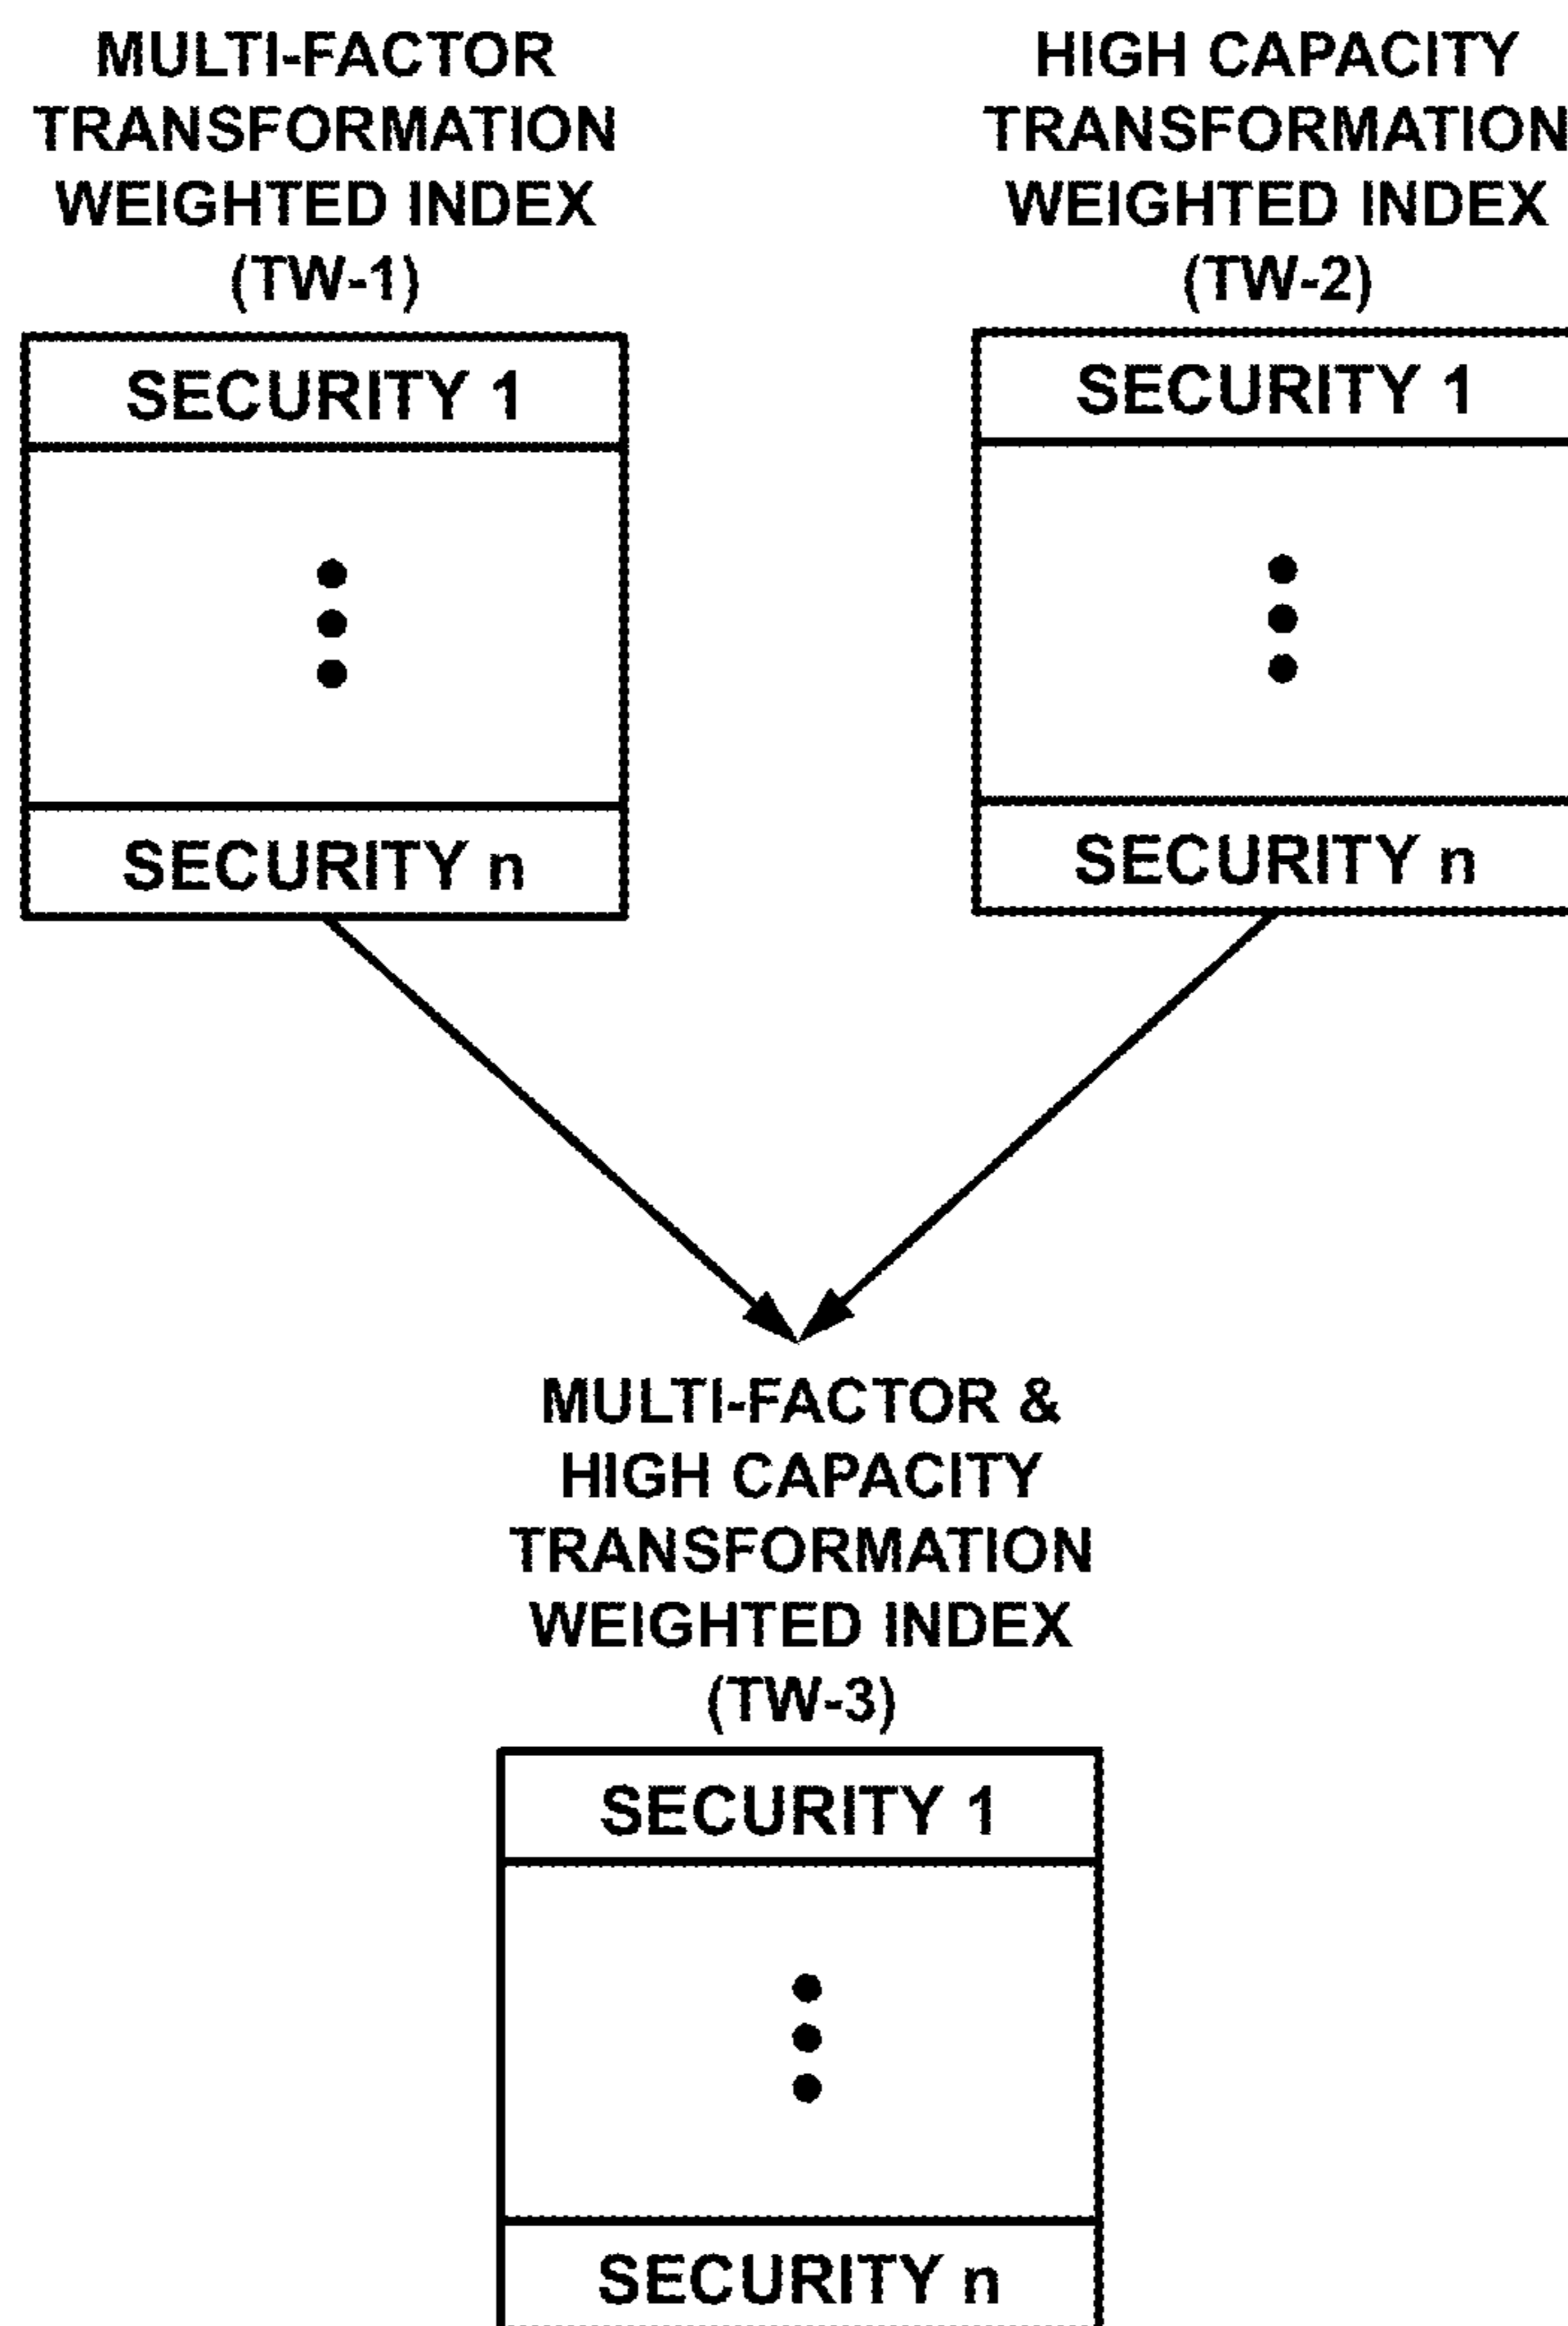 MULTI-FACTOR
TRANSFORMATION
WEIGHTED INDEX
(TW-1)
SECURITY 1
SECURITY n
HIGH CAPACITY
TRANSFORMATION
WEIGHTED INDEX
(TW-2)
SECURITY 1
SECURITY n
MULTI-FACTOR &
HIGH CAPACITY
TRANSFORMATION
WEIGHTED INDEX
(TW-3)
SECURITY 1
SECURITY n